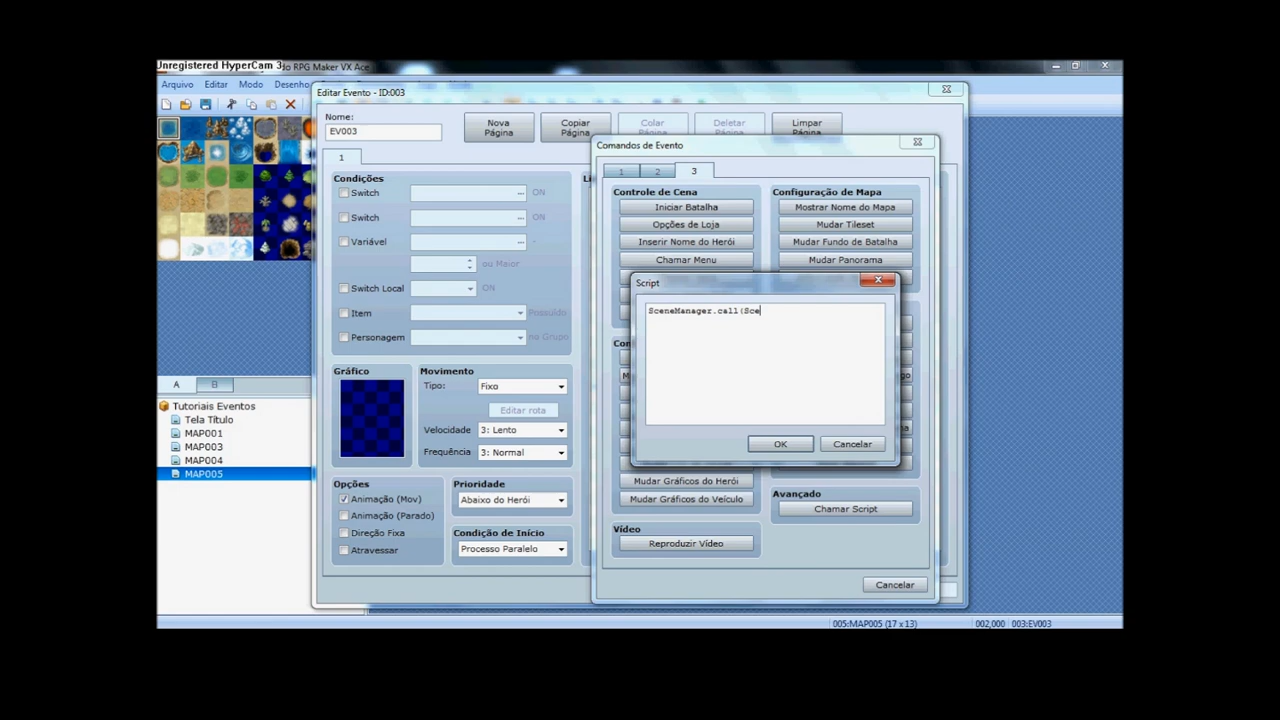 Unregistered HyperCam 3
do RPG Maker VX Ace
Arquivo Editar Modo Desenho
Editar Evento - ID:003
Nome:
EV003
Nova Página
Copiar Página
Colar Página
Deletar Página
Limpar Página
1
Condições
Switch ... ON
Switch ... ON
Variável ... -
ou Maior
Switch Local ON
Item Possuído
Personagem no Grupo
Gráfico
Movimento
Tipo: Fixo
Editar rota
Velocidade 3: Lento
Frequência 3: Normal
Opções
Animação (Mov)
Animação (Parado)
Direção Fixa
Atravessar
Prioridade
Abaixo do Herói
Condição de Início
Processo Paralelo
Comandos de Evento
1 2 3
Controle de Cena
Iniciar Batalha
Opções de Loja
Inserir Nome do Herói
Chamar Menu
Configuração de Mapa
Mostrar Nome do Mapa
Mudar Tileset
Mudar Fundo de Batalha
Mudar Panorama
Script
SceneManager.call(Sce
OK Cancelar
Mudar Gráficos do Herói
Mudar Gráficos do Veículo
Vídeo
Reproduzir Vídeo
Avançado
Chamar Script
Cancelar
A B
Tutoriais Eventos
Tela Título
MAP001
MAP003
MAP004
MAP005
005:MAP005 (17 x 13) 002,000 003:EV003